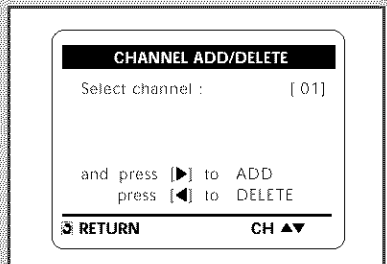 CHANNEL ADD/DELETE
Select channel : [ 01]
and press [▶] to ADD
press [◀] to DELETE
RETURN CH ▲▼